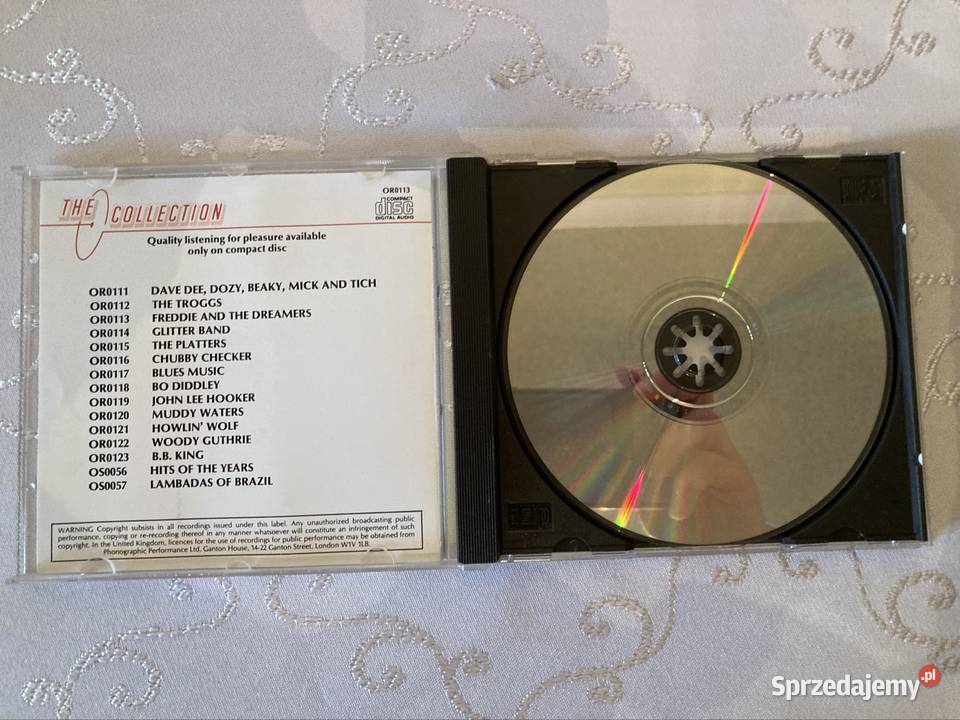 OR0113
COMPACT
disc
DIGITAL AUDIO
THE COLLECTION
Quality listening for pleasure available
only on compact disc
OR0111 DAVE DEE, DOZY, BEAKY, MICK AND TICH
OR0112 THE TROGGS
OR0113 FREDDIE AND THE DREAMERS
OR0114 GLITTER BAND
OR0115 THE PLATTERS
OR0116 CHUBBY CHECKER
OR0117 BLUES MUSIC
OR0118 BO DIDDLEY
OR0119 JOHN LEE HOOKER
OR0120 MUDDY WATERS
OR0121 HOWLIN' WOLF
OR0122 WOODY GUTHRIE
OR0123 B.B. KING
OS0056 HITS OF THE YEARS
OS0057 LAMBADAS OF BRAZIL
WARNING Copyright subsists in all recordings issued under this label. Any unauthorized broadcasting public
performance, copying or re-recording thereof in any manner whatsoever will constitute an infringement of such
copyright. In the United Kingdom, licences for the use of recordings for public performance may be obtained from
Phonographic Performance Ltd, Ganton House, 14-22 Ganton Street, London W1V 1LB.
Sprzedajemy.pl